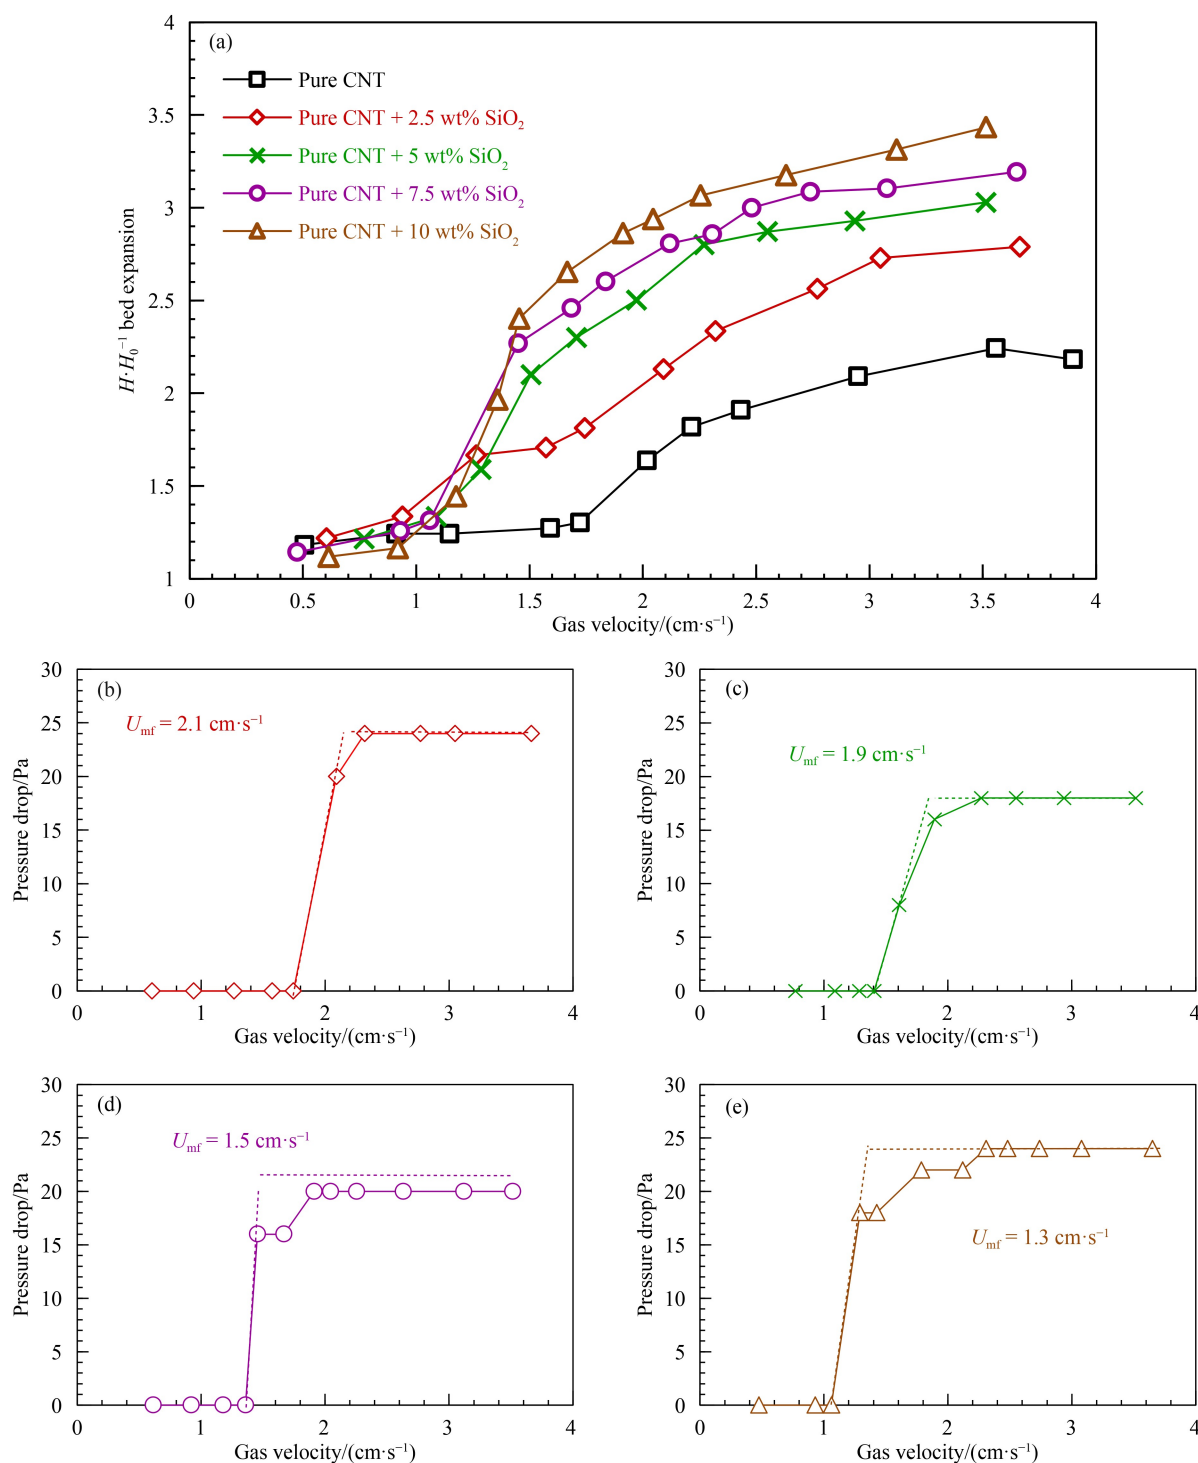 (a)
Pure CNT
Pure CNT + 2.5 wt% SiO₂
Pure CNT + 5 wt% SiO₂
Pure CNT + 7.5 wt% SiO₂
Pure CNT + 10 wt% SiO₂
H·H₀⁻¹ bed expansion
4
3.5
3
2.5
2
1.5
1
0 0.5 1 1.5 2 2.5 3 3.5 4
Gas velocity/(cm·s⁻¹)
(b)
Umf = 2.1 cm·s⁻¹
Pressure drop/Pa
30
25
20
15
10
5
0
0 1 2 3 4
Gas velocity/(cm·s⁻¹)
(c)
Umf = 1.9 cm·s⁻¹
Pressure drop/Pa
30
25
20
15
10
5
0
0 1 2 3 4
Gas velocity/(cm·s⁻¹)
(d)
Umf = 1.5 cm·s⁻¹
Pressure drop/Pa
30
25
20
15
10
5
0
0 1 2 3 4
Gas velocity/(cm·s⁻¹)
(e)
Umf = 1.3 cm·s⁻¹
Pressure drop/Pa
30
25
20
15
10
5
0
0 1 2 3 4
Gas velocity/(cm·s⁻¹)